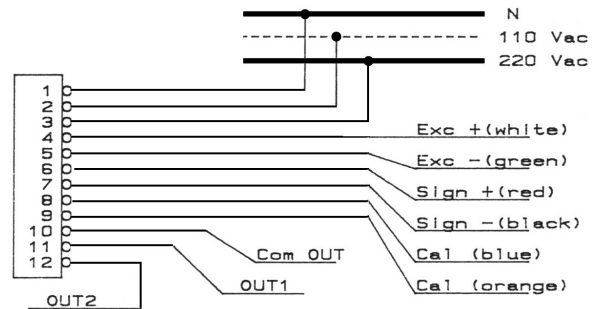 N
110 Vac
220 Vac
1
2
3
4
5
6
7
8
9
10
11
12
Exc +(white)
Exc -(green)
Sign +(red)
Sign -(black)
Cal (blue)
Cal (orange)
Com OUT
OUT1
OUT2